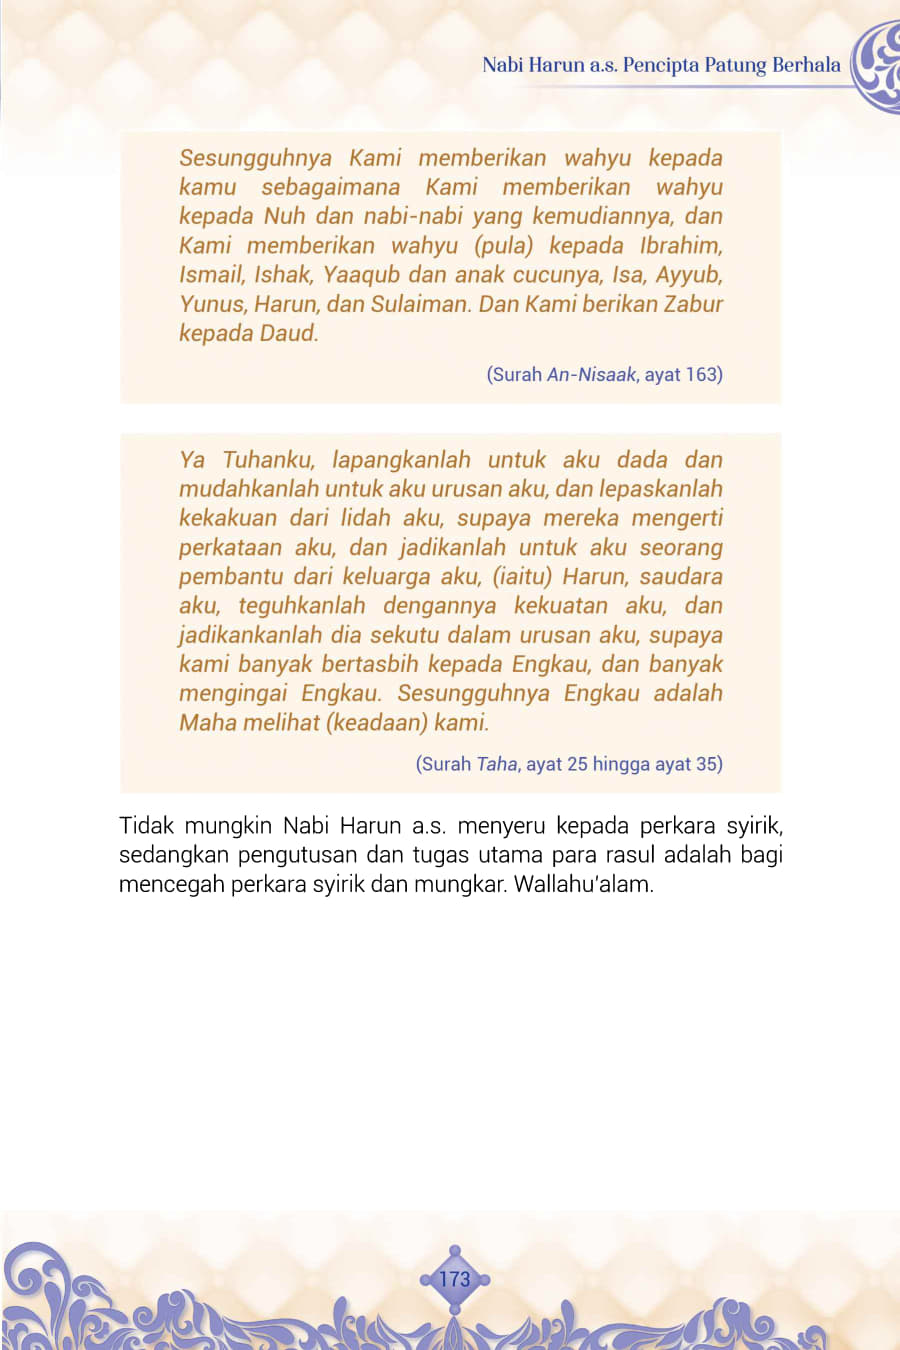 Nabi Harun a.s. Pencipta Patung Berhala
Sesungguhnya Kami memberikan wahyu kepada
kamu sebagaimana Kami memberikan wahyu
kepada Nuh dan nabi-nabi yang kemudiannya, dan
Kami memberikan wahyu (pula) kepada Ibrahim,
Ismail, Ishak, Yaaqub dan anak cucunya, Isa, Ayyub,
Yunus, Harun, dan Sulaiman. Dan Kami berikan Zabur
kepada Daud.
(Surah An-Nisaak, ayat 163)
Ya Tuhanku, lapangkanlah untuk aku dada dan
mudahkanlah untuk aku urusan aku, dan lepaskanlah
kekakuan dari lidah aku, supaya mereka mengerti
perkataan aku, dan jadikanlah untuk aku seorang
pembantu dari keluarga aku, (iaitu) Harun, saudara
aku, teguhkanlah dengannya kekuatan aku, dan
jadikankanlah dia sekutu dalam urusan aku, supaya
kami banyak bertasbih kepada Engkau, dan banyak
mengingai Engkau. Sesungguhnya Engkau adalah
Maha melihat (keadaan) kami.
(Surah Taha, ayat 25 hingga ayat 35)
Tidak mungkin Nabi Harun a.s. menyeru kepada perkara syirik,
sedangkan pengutusan dan tugas utama para rasul adalah bagi
mencegah perkara syirik dan mungkar. Wallahu'alam.
173